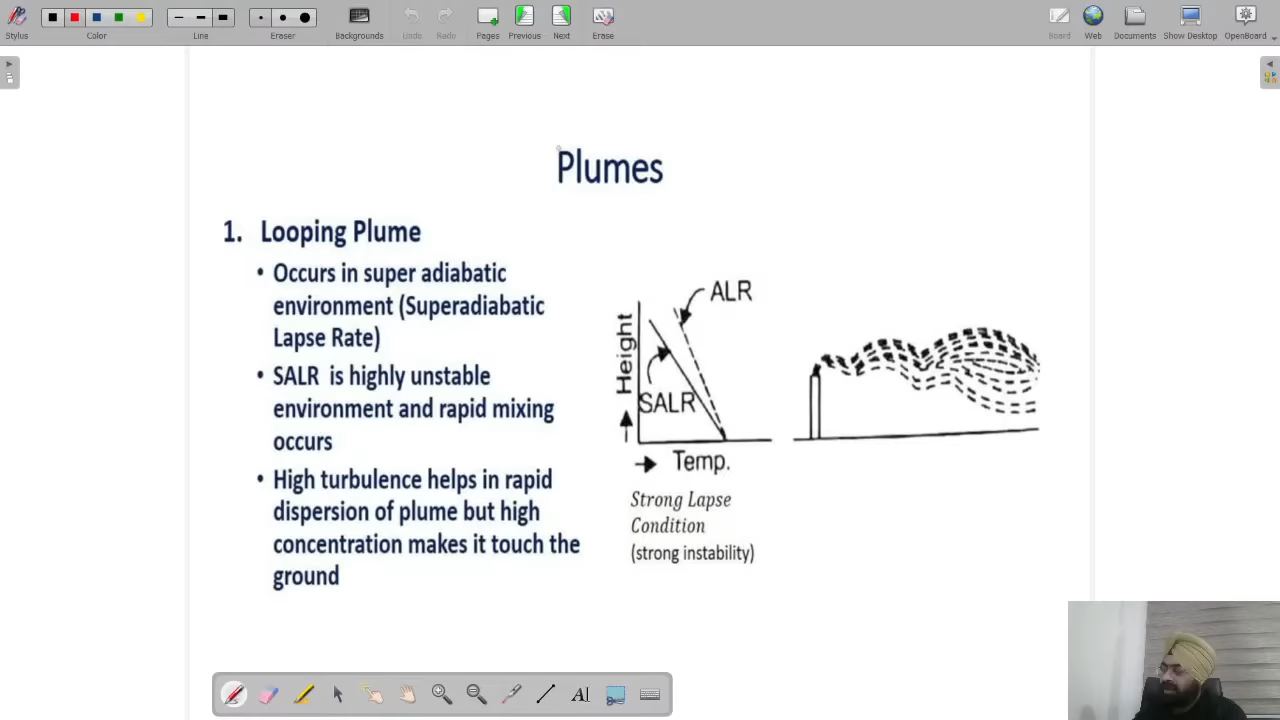 Stylus
Color
Line
Eraser
Backgrounds
Undo
Redo
Pages
Previous
Next
Erase
Board
Web
Documents
Show Desktop
OpenBoard
Plumes
1. Looping Plume
• Occurs in super adiabatic
environment (Superadiabatic
Lapse Rate)
• SALR is highly unstable
environment and rapid mixing
occurs
• High turbulence helps in rapid
dispersion of plume but high
concentration makes it touch the
ground
ALR
Height
SALR
Temp.
Strong Lapse
Condition
(strong instability)
AI